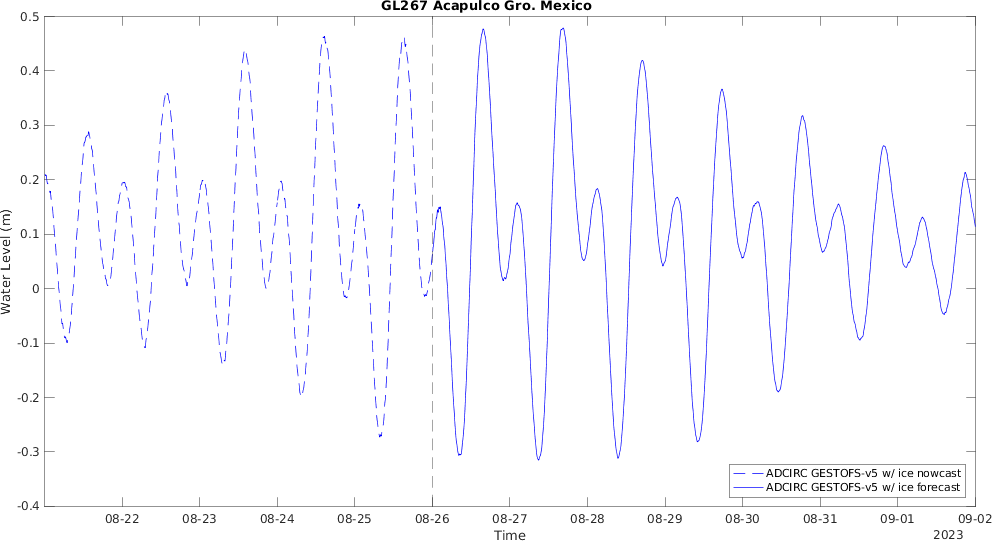 GL267 Acapulco Gro. Mexico
0.5
0.4
0.3
0.2
0.1
0
-0.1
-0.2
-0.3
-0.4
Water Level (m)
ADCIRC GESTOFS-v5 w/ ice nowcast
ADCIRC GESTOFS-v5 w/ ice forecast
08-22 08-23 08-24 08-25 08-26 08-27 08-28 08-29 08-30 08-31 09-01 09-02
Time
2023